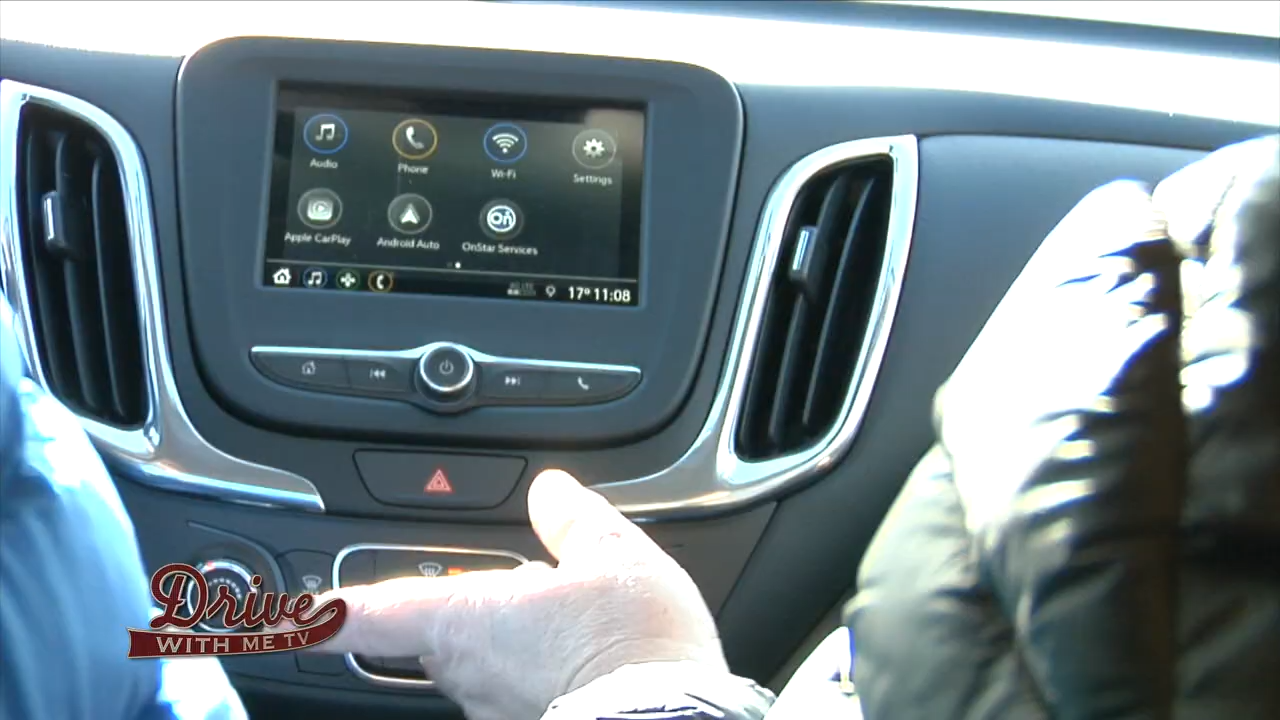 Audio
Phone
Wi-Fi
Settings
Apple CarPlay
Android Auto
OnStar Services
17° 11:08
Drive
WITH ME TV